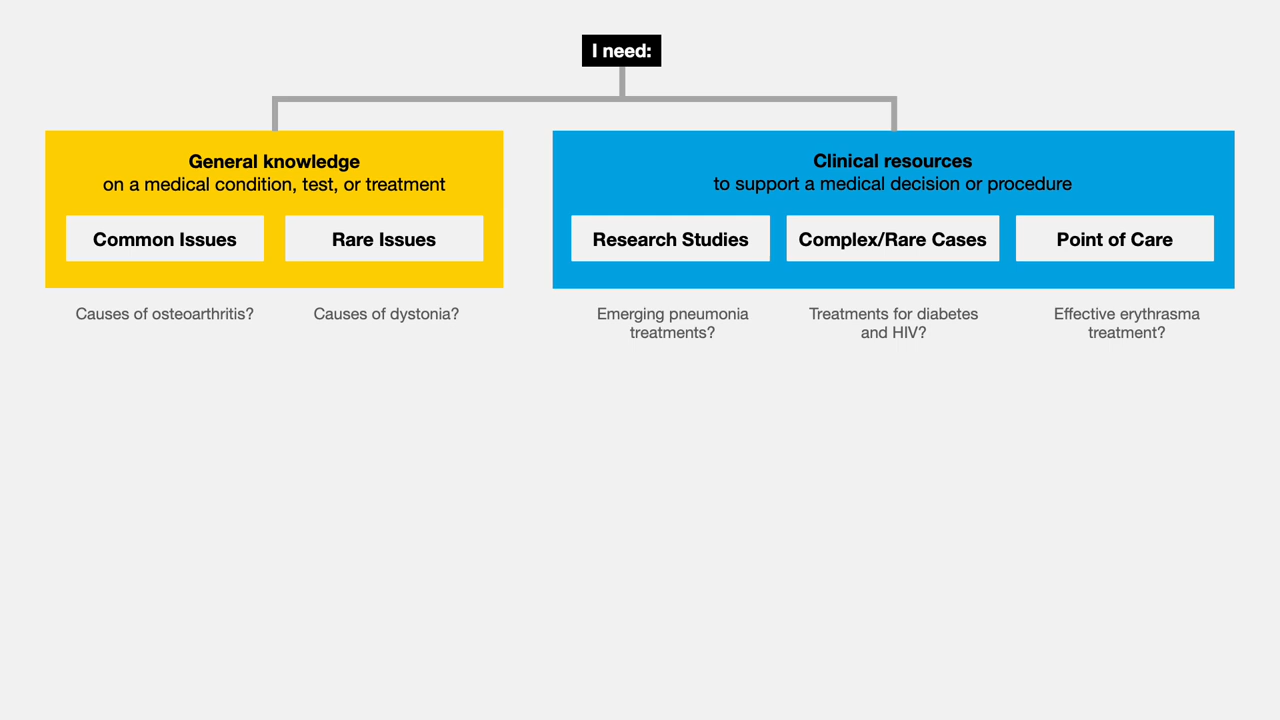 I need:
General knowledge
on a medical condition, test, or treatment
Common Issues
Rare Issues
Causes of osteoarthritis?
Causes of dystonia?
Clinical resources
to support a medical decision or procedure
Research Studies
Complex/Rare Cases
Point of Care
Emerging pneumonia
treatments?
Treatments for diabetes
and HIV?
Effective erythrasma
treatment?